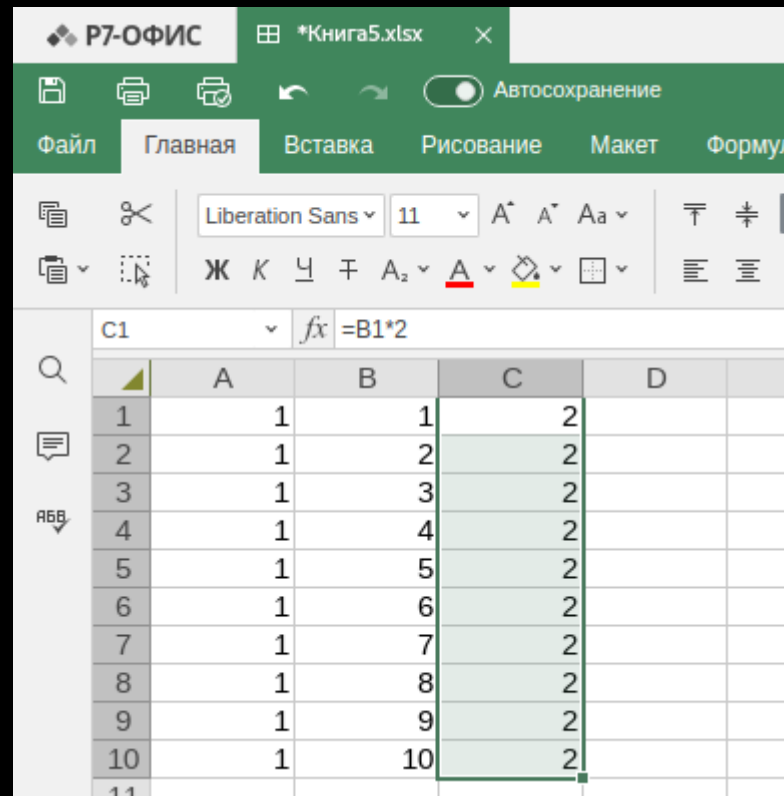 Р7-ОФИС *Книга5.xlsx
Автосохранение
Файл Главная Вставка Рисование Макет
Liberation Sans 11 А А Aa
Ж К Ч Т A₂ А
C1 fx =B1*2
A B C D
1 1 1 2
2 1 2 2
3 1 3 2
АБВ
4 1 4 2
5 1 5 2
6 1 6 2
7 1 7 2
8 1 8 2
9 1 9 2
10 1 10 2